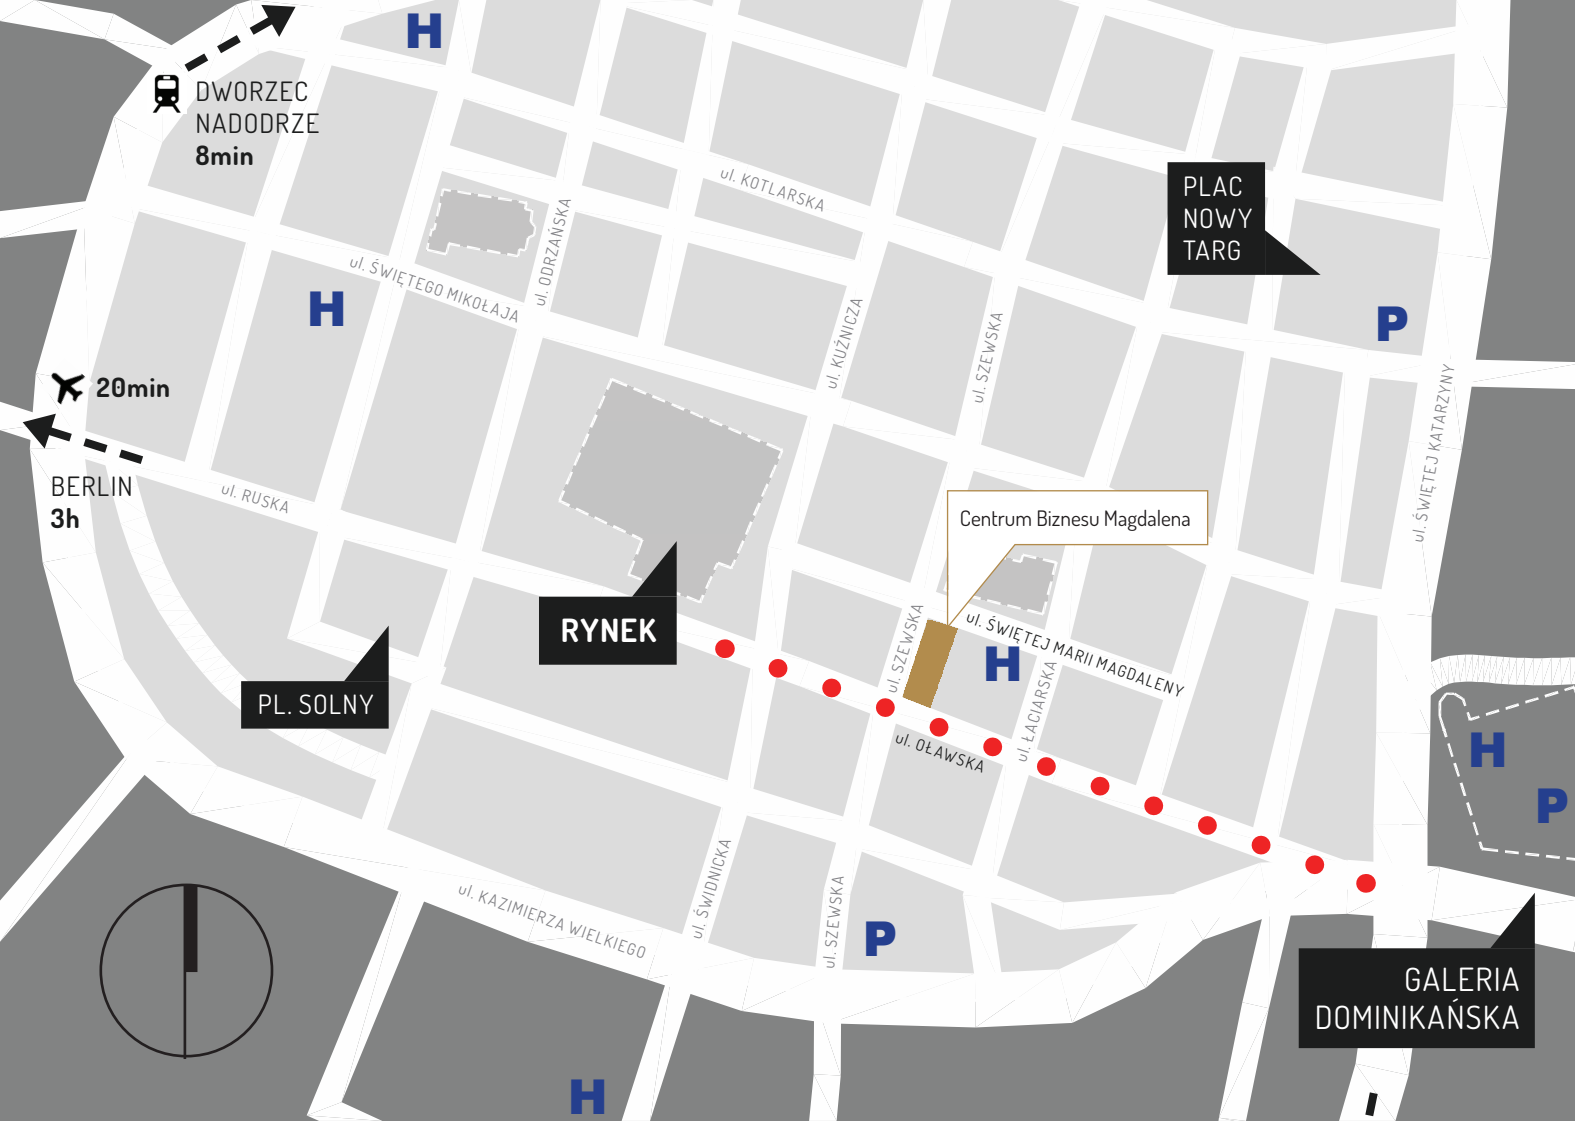 H
DWORZEC
NADODRZE
8min
ul. KOTLARSKA
PLAC
NOWY
TARG
ul. ODRZAŃSKA
ul. ŚWIĘTEGO MIKOŁAJA
H
P
ul. KUŹNICZA
ul. SZEWSKA
20min
ul. ŚWIĘTEJ KATARZYNY
BERLIN
3h
ul. RUSKA
Centrum Biznesu Magdalena
RYNEK
ul. SZEWSKA
ul. ŚWIĘTEJ MARII MAGDALENY
H
PL. SOLNY
ul. ŁACIARSKA
ul. OŁAWSKA
H
P
ul. ŚWIDNICKA
ul. KAZIMIERZA WIELKIEGO
ul. SZEWSKA
P
GALERIA
DOMINIKAŃSKA
H